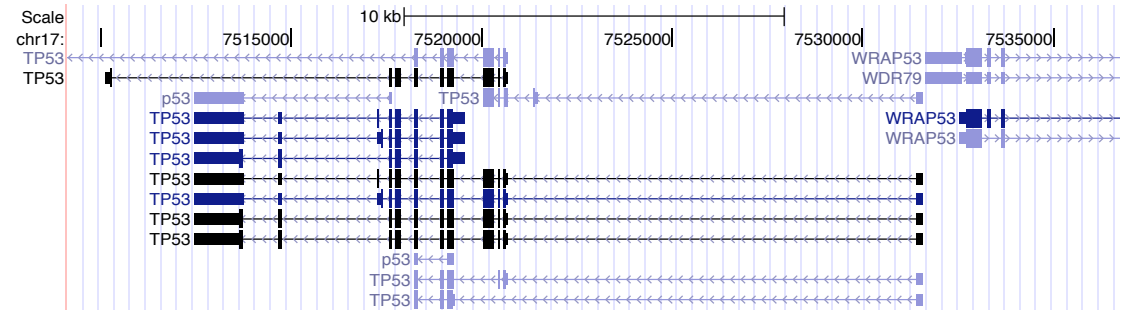 Scale 10 kb
chr17: 7515000 7520000 7525000 7530000 7535000
TP53 WRAP53
TP53 WDR79
p53 TP53
TP53 WRAP53
TP53 WRAP53
TP53
TP53
TP53
TP53
TP53
p53
TP53
TP53